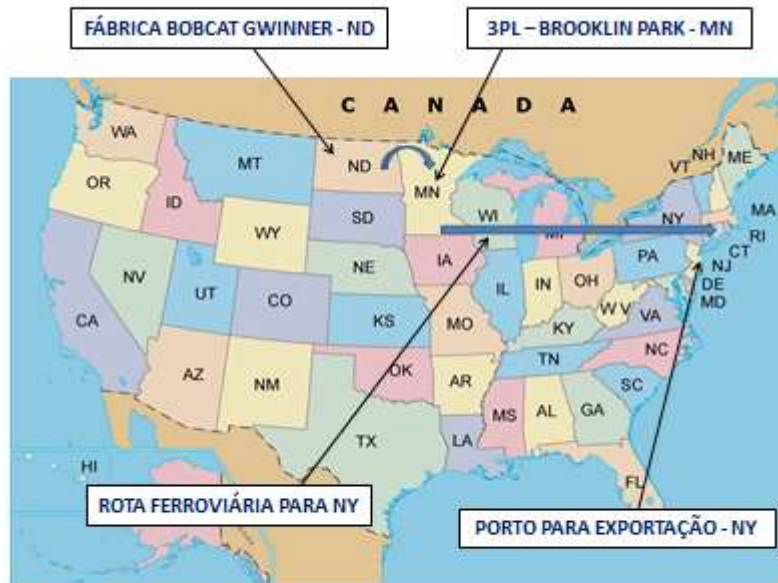 FÁBRICA BOBCAT GWINNER - ND
3PL – BROOKLIN PARK - MN
C A N A D A
WA
MT
ND
MN
OR
ID
WY
SD
WI
MI
NY
VT
NH
ME
MA
RI
CT
NJ
DE
MD
PA
NV
UT
CO
NE
IA
IL
IN
OH
W V
VA
CA
KS
MO
KY
AZ
NM
OK
AR
TN
NC
SC
TX
LA
MS
AL
GA
FL
HI
ROTA FERROVIÁRIA PARA NY
PORTO PARA EXPORTAÇÃO - NY